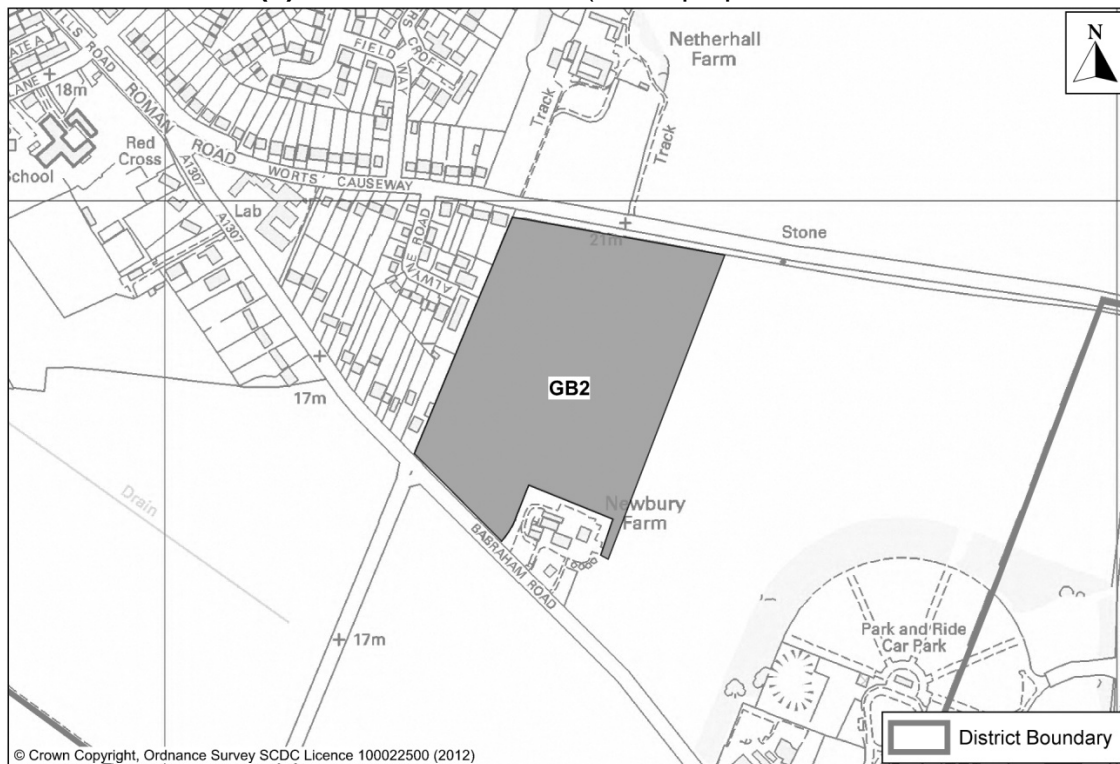 N
Netherhall
Farm
Track
Track
FIELD WAY
CROFT
LANE
18m
ROAD
ROMAN
ROAD
WORTS' CAUSEWAY
Red
Cross
School
A1307
A1307
Lab
ALWYNE ROAD
21m
Stone
GB2
17m
Newbury
Farm
Drain
BABRAHAM ROAD
17m
Park and Ride
Car Park
District Boundary
© Crown Copyright, Ordnance Survey SCDC Licence 100022500 (2012)